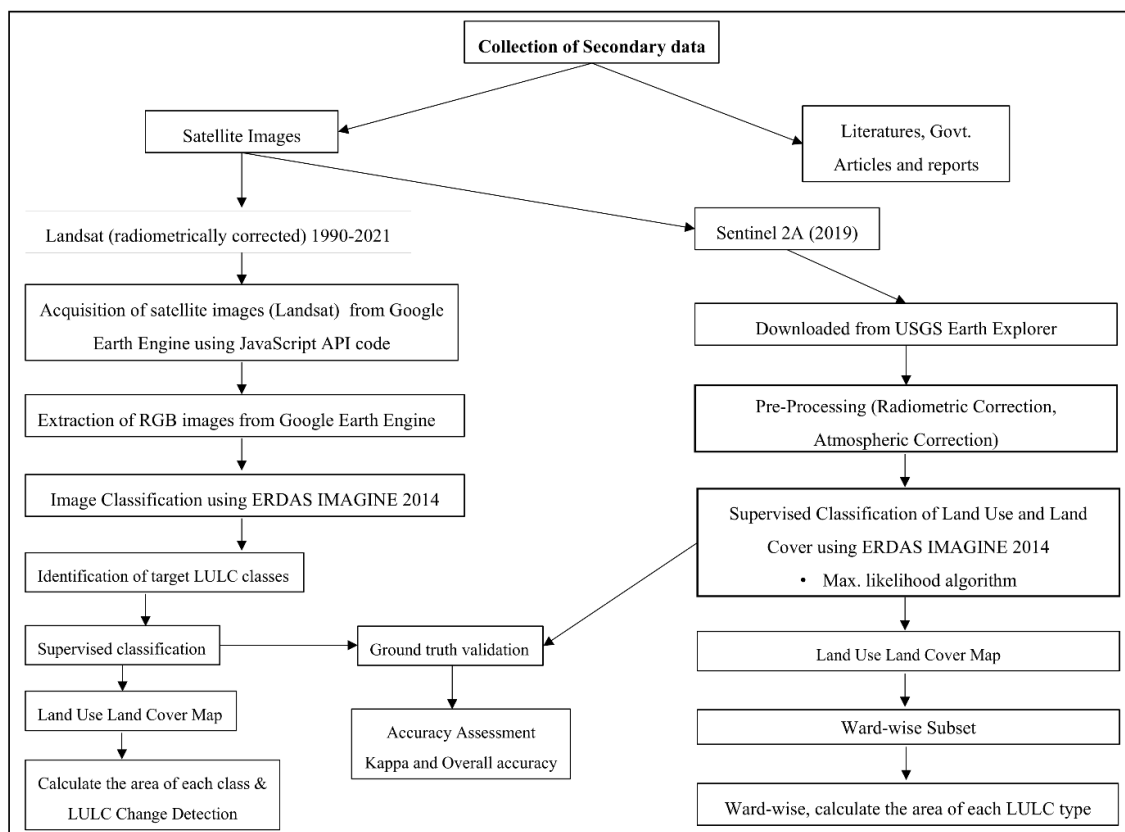 Collection of Secondary data
Satellite Images
Literatures, Govt.
Articles and reports
Landsat (radiometrically corrected) 1990-2021
Sentinel 2A (2019)
Acquisition of satellite images (Landsat) from Google
Earth Engine using JavaScript API code
Downloaded from USGS Earth Explorer
Extraction of RGB images from Google Earth Engine
Pre-Processing (Radiometric Correction,
Atmospheric Correction)
Image Classification using ERDAS IMAGINE 2014
Supervised Classification of Land Use and Land
Cover using ERDAS IMAGINE 2014
• Max. likelihood algorithm
Identification of target LULC classes
Supervised classification
Ground truth validation
Land Use Land Cover Map
Land Use Land Cover Map
Accuracy Assessment
Kappa and Overall accuracy
Ward-wise Subset
Calculate the area of each class &
LULC Change Detection
Ward-wise, calculate the area of each LULC type